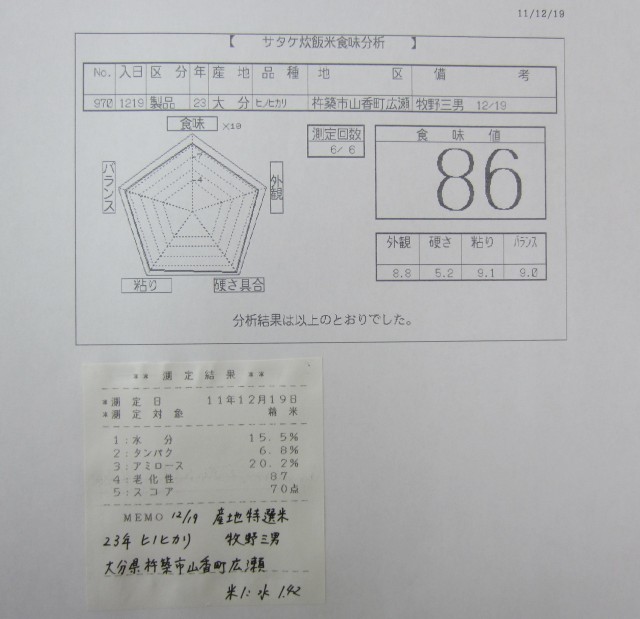 11/12/19
【 サタケ炊飯米食味分析 】
No. 入日 区分 年 産地 品種 地区 備考
970 1219 製品 23 大分 ヒノヒカリ 杵築市山香町広瀬 牧野三男 12/19
食味 ×10
7
4
バランス
外観
粘り
硬さ具合
測定回数
6/ 6
食味値
86
外観 硬さ 粘り バランス
8.8 5.2 9.1 9.0
分析結果は以上のとおりでした。
** 測定結果 **
*測定日 11年12月19日
*測定対象 精米
1:水分 15.5%
2:タンパク 6.8%
3:アミロース 20.2%
4:老化性 87
5:スコア 70点
MEMO 12/19 産地特選米
23年 ヒノヒカリ 牧野三男
大分県杵築市山香町広瀬
米1:水 1.42